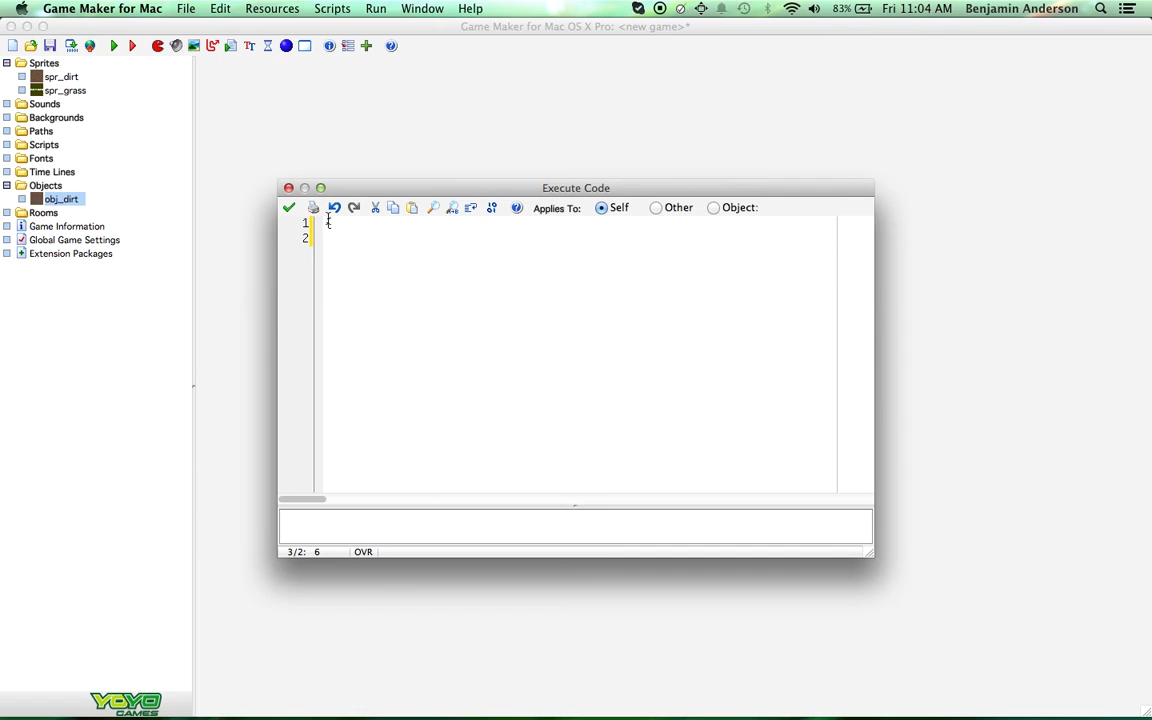 Game Maker for Mac File Edit Resources Scripts Run Window Help 83% Fri 11:04 AM Benjamin Anderson
Game Maker for Mac OS X Pro: <new game>*
Sprites
spr_dirt
spr_grass
Sounds
Backgrounds
Paths
Scripts
Fonts
Time Lines
Objects
obj_dirt
Rooms
Game Information
Global Game Settings
Extension Packages
Execute Code
Applies To: Self Other Object:
1
2
3/2: 6 OVR
YOYO
GAMES